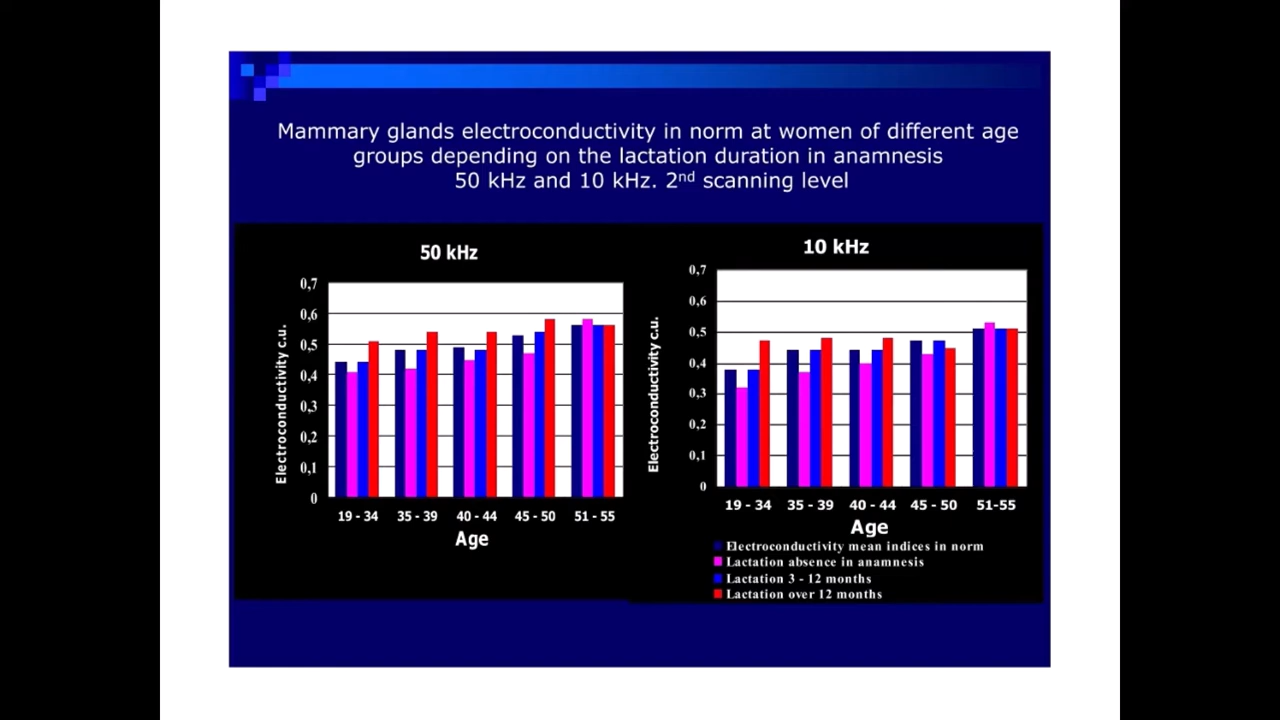 Mammary glands electroconductivity in norm at women of different age
groups depending on the lactation duration in anamnesis
50 kHz and 10 kHz. 2nd scanning level
50 kHz
Electroconductivity c.u.
0,7
0,6
0,5
0,4
0,3
0,2
0,1
0
19 - 34 35 - 39 40 - 44 45 - 50 51 - 55
Age
10 kHz
Electroconductivity c.u.
0,7
0,6
0,5
0,4
0,3
0,2
0,1
0
19 - 34 35 - 39 40 - 44 45 - 50 51-55
Age
Electroconductivity mean indices in norm
Lactation absence in anamnesis
Lactation 3 - 12 months
Lactation over 12 months